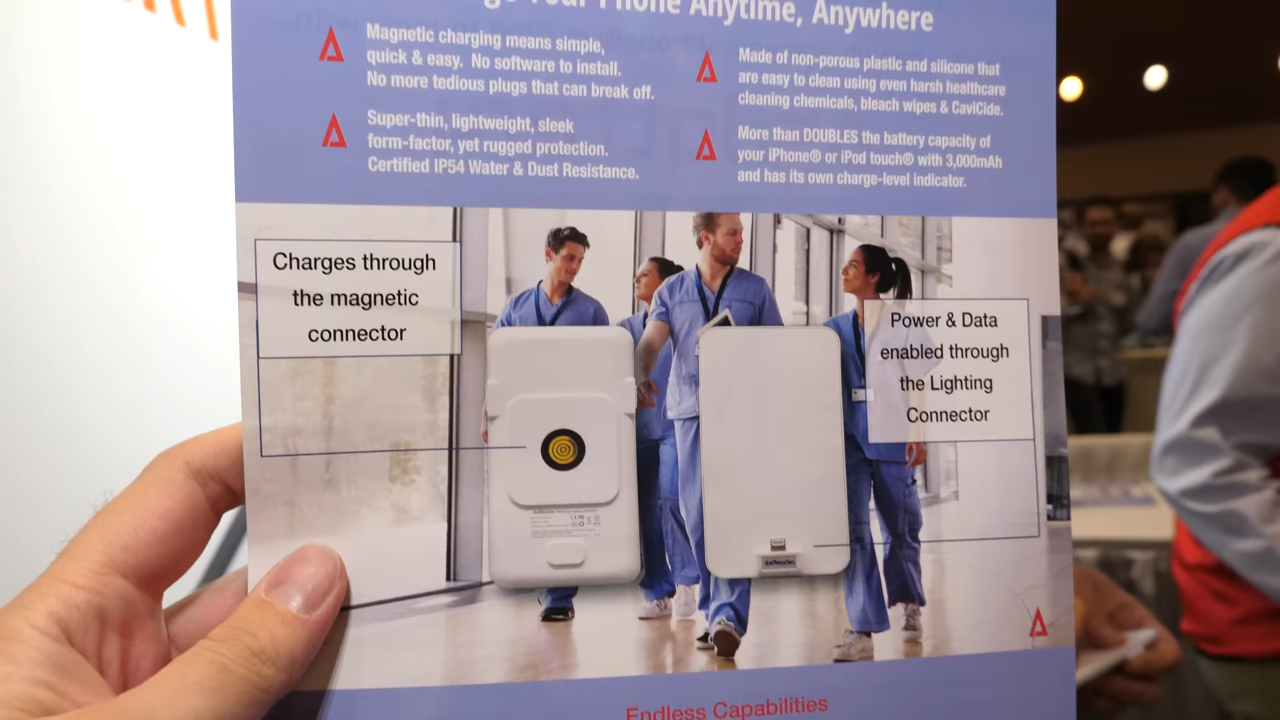 Your Phone Anytime, Anywhere
Magnetic charging means simple,
quick & easy. No software to install.
No more tedious plugs that can break off.
Super-thin, lightweight, sleek
form-factor, yet rugged protection.
Certified IP54 Water & Dust Resistance.
Made of non-porous plastic and silicone that
are easy to clean using even harsh healthcare
cleaning chemicals, bleach wipes & CaviCide.
More than DOUBLES the battery capacity of
your iPhone® or iPod touch® with 3,000mAh
and has its own charge-level indicator.
Charges through
the magnetic
connector
Power & Data
enabled through
the Lighting
Connector
Endless Capabilities